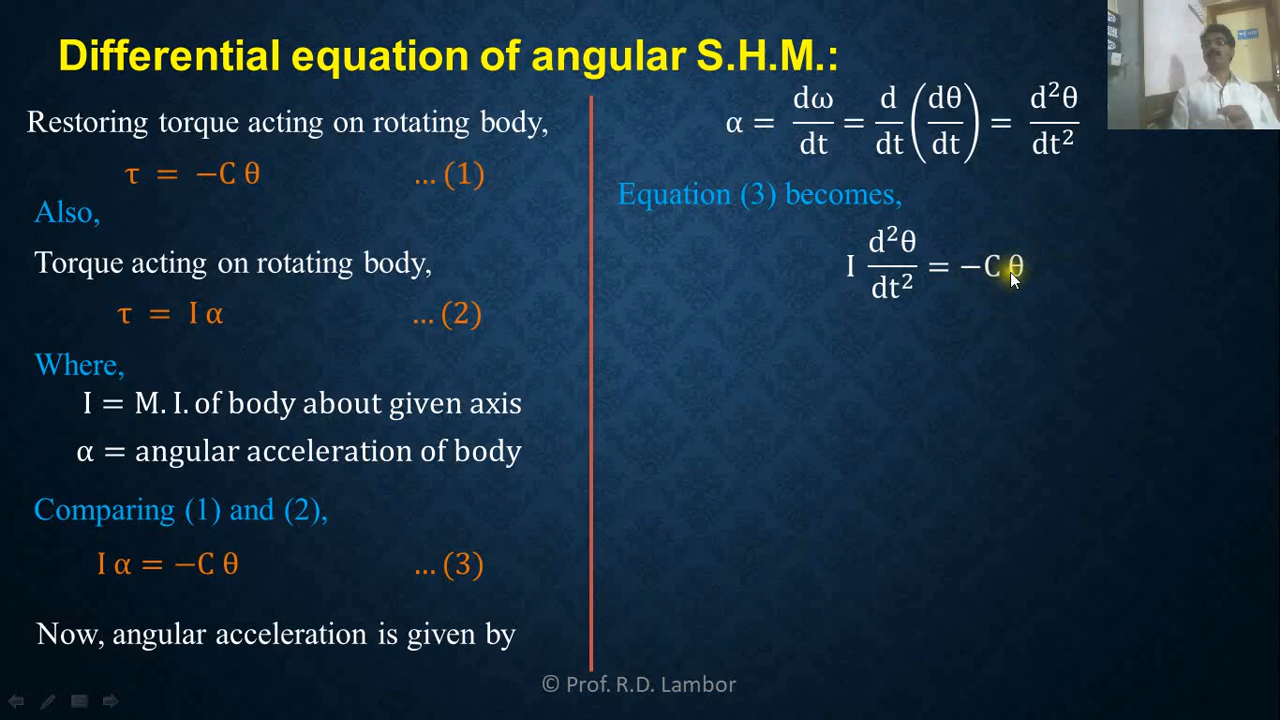 Differential equation of angular S.H.M.:
Restoring torque acting on rotating body,
τ = −C θ ... (1)
Also,
Torque acting on rotating body,
τ = I α ... (2)
Where,
I = M. I. of body about given axis
α = angular acceleration of body
Comparing (1) and (2),
I α = −C θ ... (3)
Now, angular acceleration is given by
α = dω/dt = d/dt (dθ/dt) = d²θ/dt²
Equation (3) becomes,
I d²θ/dt² = −C θ
© Prof. R.D. Lambor